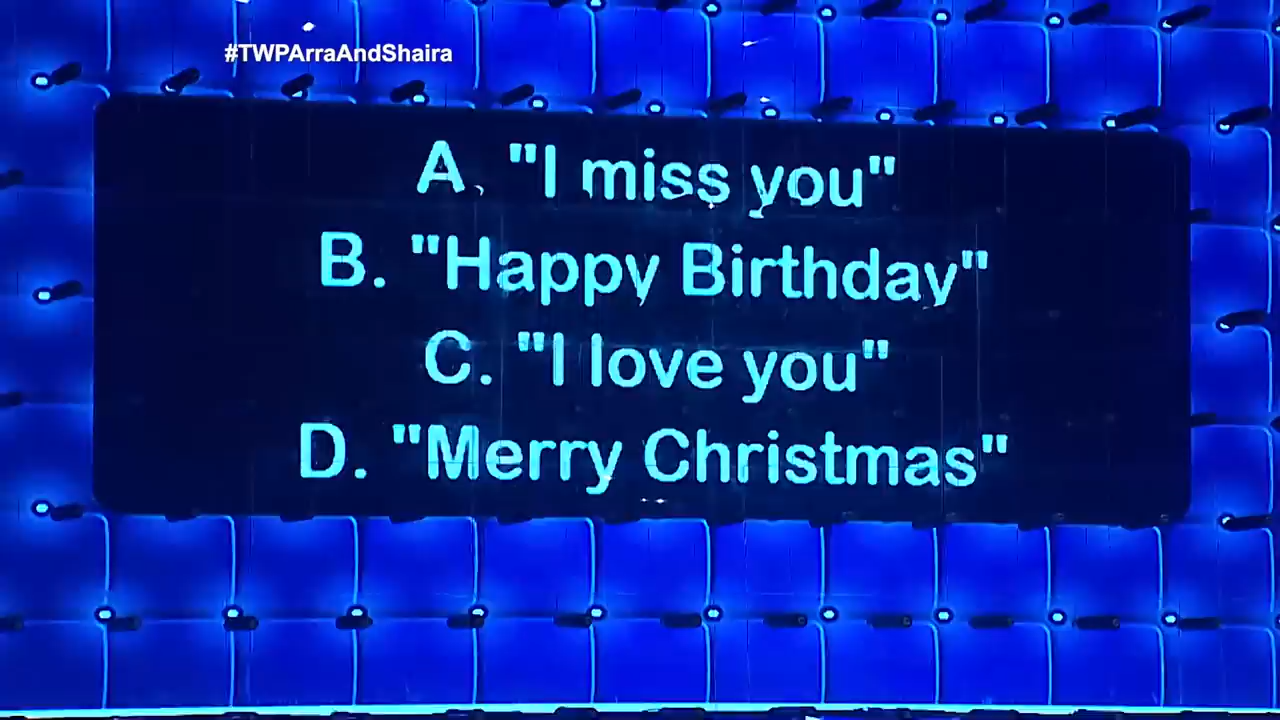 #TWPArraAndShaira
A. "I miss you"
B. "Happy Birthday"
C. "I love you"
D. "Merry Christmas"